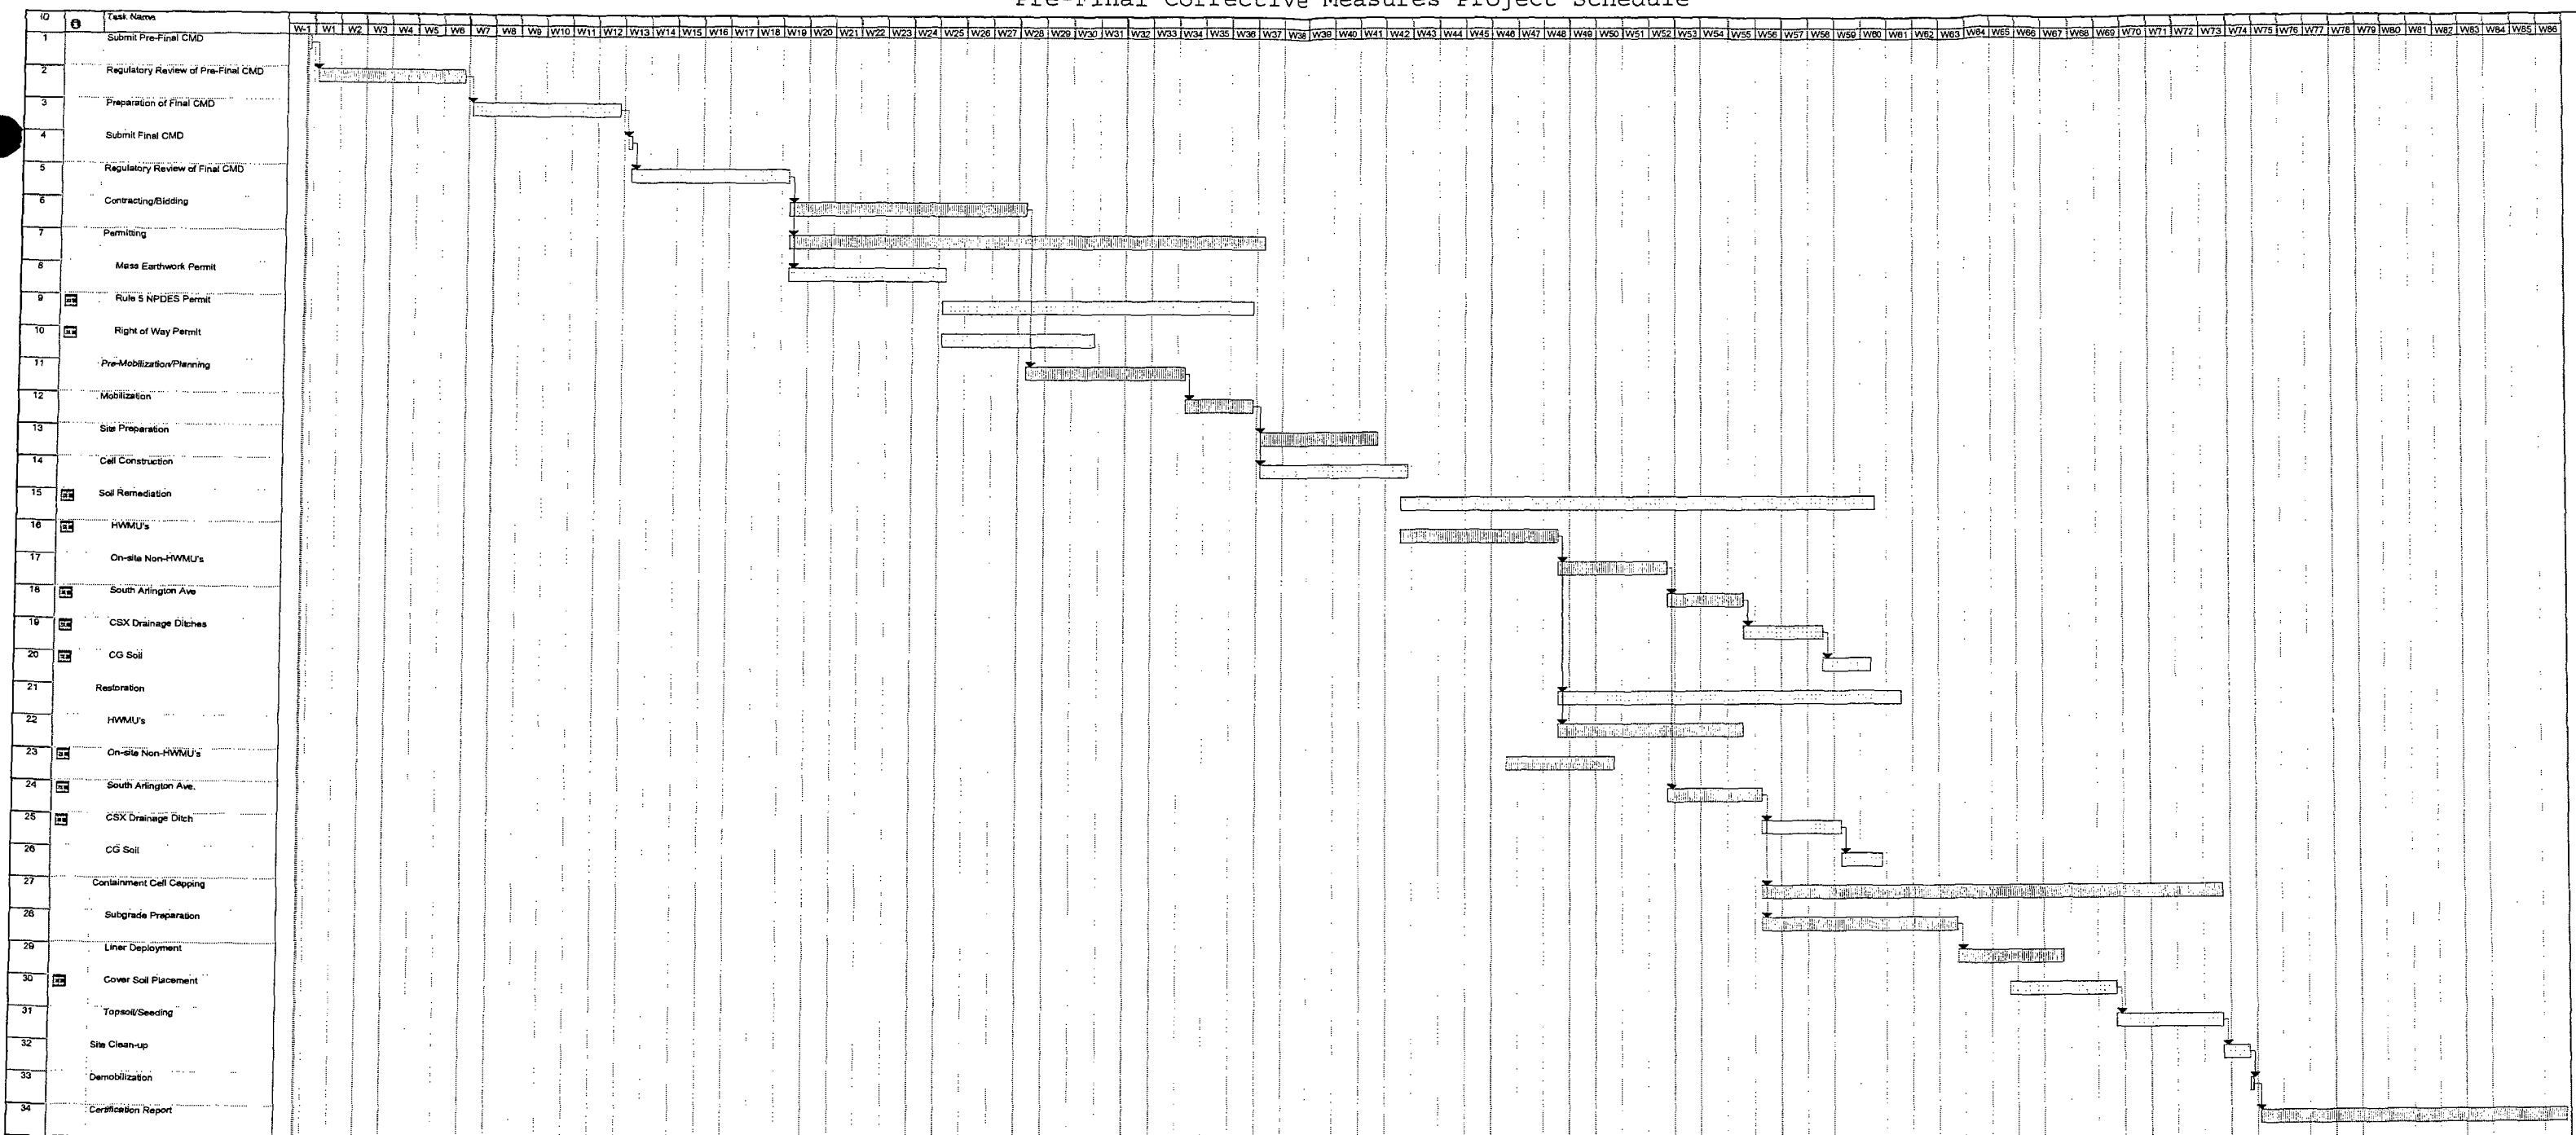 Pre-Final Corrective Measures Project Schedule
ID Task Name W-1 W1 W2 W3 W4 W5 W6 W7 W8 W9 W10 W11 W12 W13 W14 W15 W16 W17 W18 W19 W20 W21 W22 W23 W24 W25 W26 W27 W28 W29 W30 W31 W32 W33 W34 W35 W36 W37 W38 W39 W40 W41 W42 W43 W44 W45 W46 W47 W48 W49 W50 W51 W52 W53 W54 W55 W56 W57 W58 W59 W60 W61 W62 W63 W64 W65 W66 W67 W68 W69 W70 W71 W72 W73 W74 W75 W76 W77 W78 W79 W80 W81 W82 W83 W84 W85 W86
1 Submit Pre-Final CMD
2 Regulatory Review of Pre-Final CMD
3 Preparation of Final CMD
4 Submit Final CMD
5 Regulatory Review of Final CMD
6 Contracting/Bidding
7 Permitting
8 Mass Earthwork Permit
9 Rule 5 NPDES Permit
10 Right of Way Permit
11 Pre-Mobilization/Planning
12 Mobilization
13 Site Preparation
14 Cell Construction
15 Soil Remediation
16 HWMU's
17 On-site Non-HWMU's
18 South Arlington Ave
19 CSX Drainage Ditches
20 CG Soil
21 Restoration
22 HWMU's
23 On-site Non-HWMU's
24 South Arlington Ave.
25 CSX Drainage Ditch
26 CG Soil
27 Containment Cell Capping
28 Subgrade Preparation
29 Liner Deployment
30 Cover Soil Placement
31 Topsoil/Seeding
32 Site Clean-up
33 Demobilization
34 Certification Report